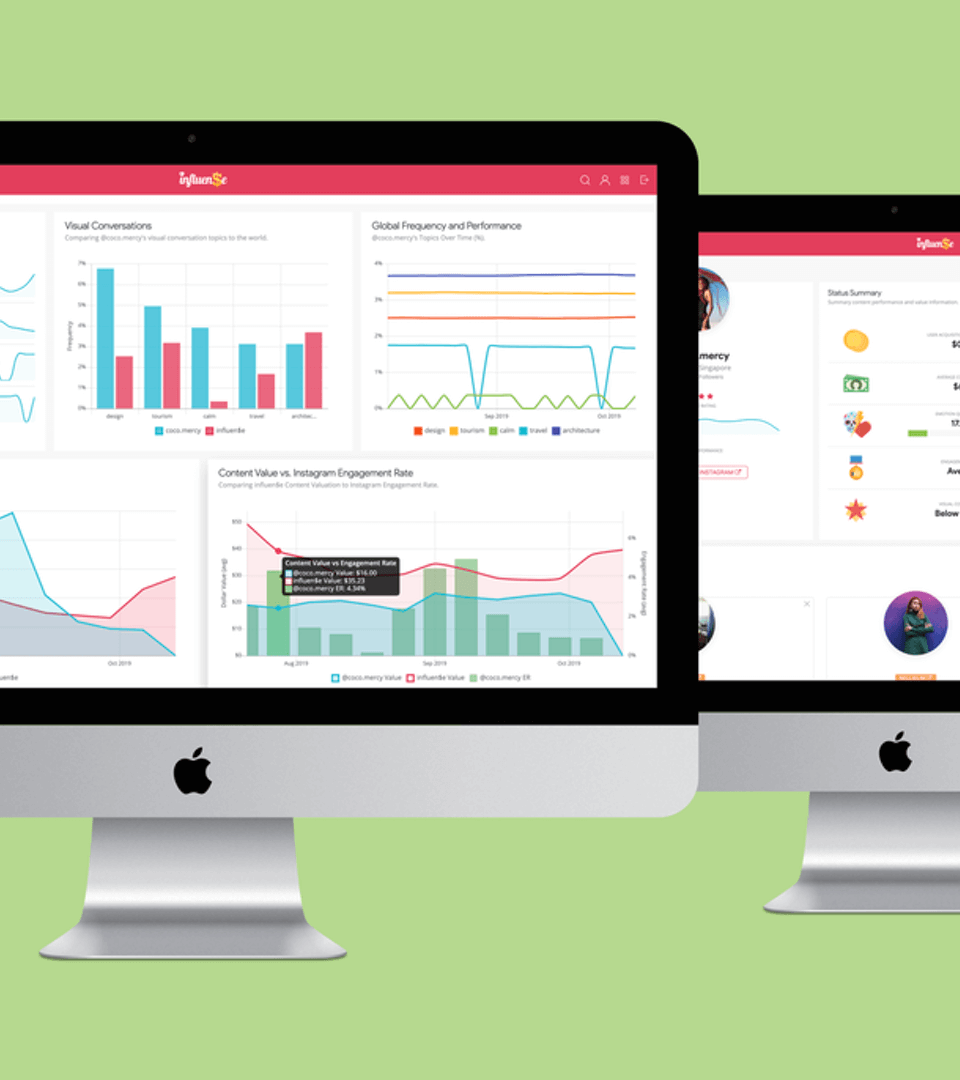 influen$e
Visual Conversations
Comparing @coco.mercy's visual conversation topics to the world.
7%
6%
5%
4%
3%
2%
1%
0%
Frequency
design
tourism
calm
travel
architec...
coco.mercy
influen$e
Global Frequency and Performance
@coco.mercy's Topics Over Time (%).
4%
3%
2%
1%
0%
Sep 2019
Oct 2019
design
tourism
calm
travel
architecture
Oct 2019
Content Value vs. Instagram Engagement Rate
Comparing influen$e Content Valuation to Instagram Engagement Rate.
$50
$40
$30
$20
$10
$0
Dollar Value (avg)
6%
4%
2%
0%
Engagement Rate (avg)
Content Value vs Engagement Rate
@coco.mercy Value: $16.00
influen$e Value: $35.23
@coco.mercy ER: 4.34%
Aug 2019
Sep 2019
Oct 2019
@coco.mercy Value
influen$e Value
@coco.mercy ER
influen$e
mercy
Singapore
Followers
RATING
INSTAGRAM
Status Summary
Summary content performance and value information.
Ave
Below